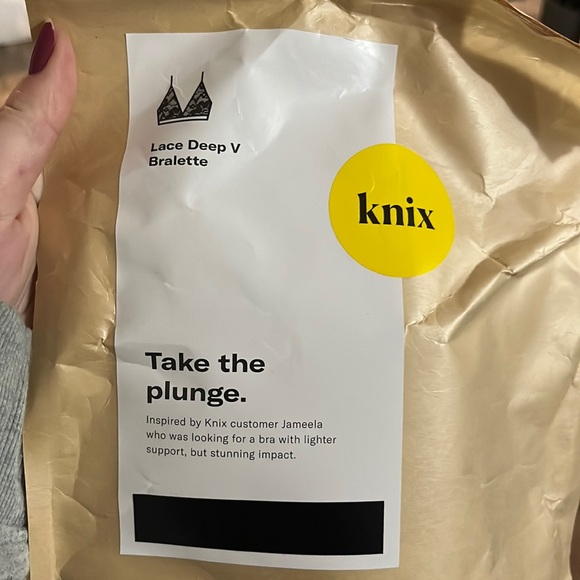 Lace Deep V
Bralette
knix
Take the
plunge.
Inspired by Knix customer Jameela
who was looking for a bra with lighter
support, but stunning impact.